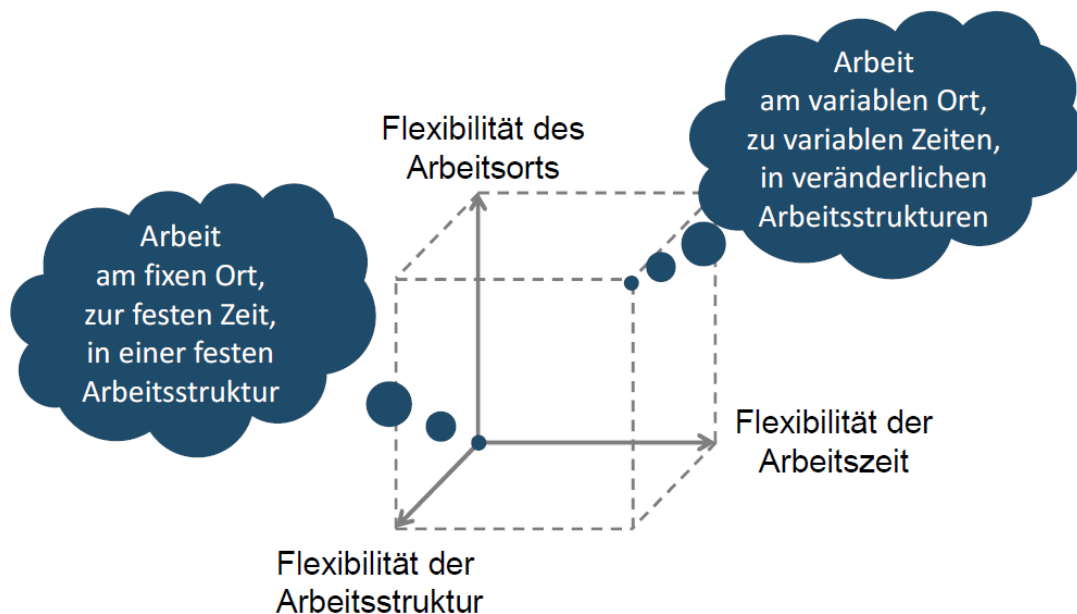 Arbeit
am variablen Ort,
zu variablen Zeiten,
in veränderlichen
Arbeitsstrukturen
Flexibilität des
Arbeitsorts
Arbeit
am fixen Ort,
zur festen Zeit,
in einer festen
Arbeitsstruktur
Flexibilität der
Arbeitszeit
Flexibilität der
Arbeitsstruktur